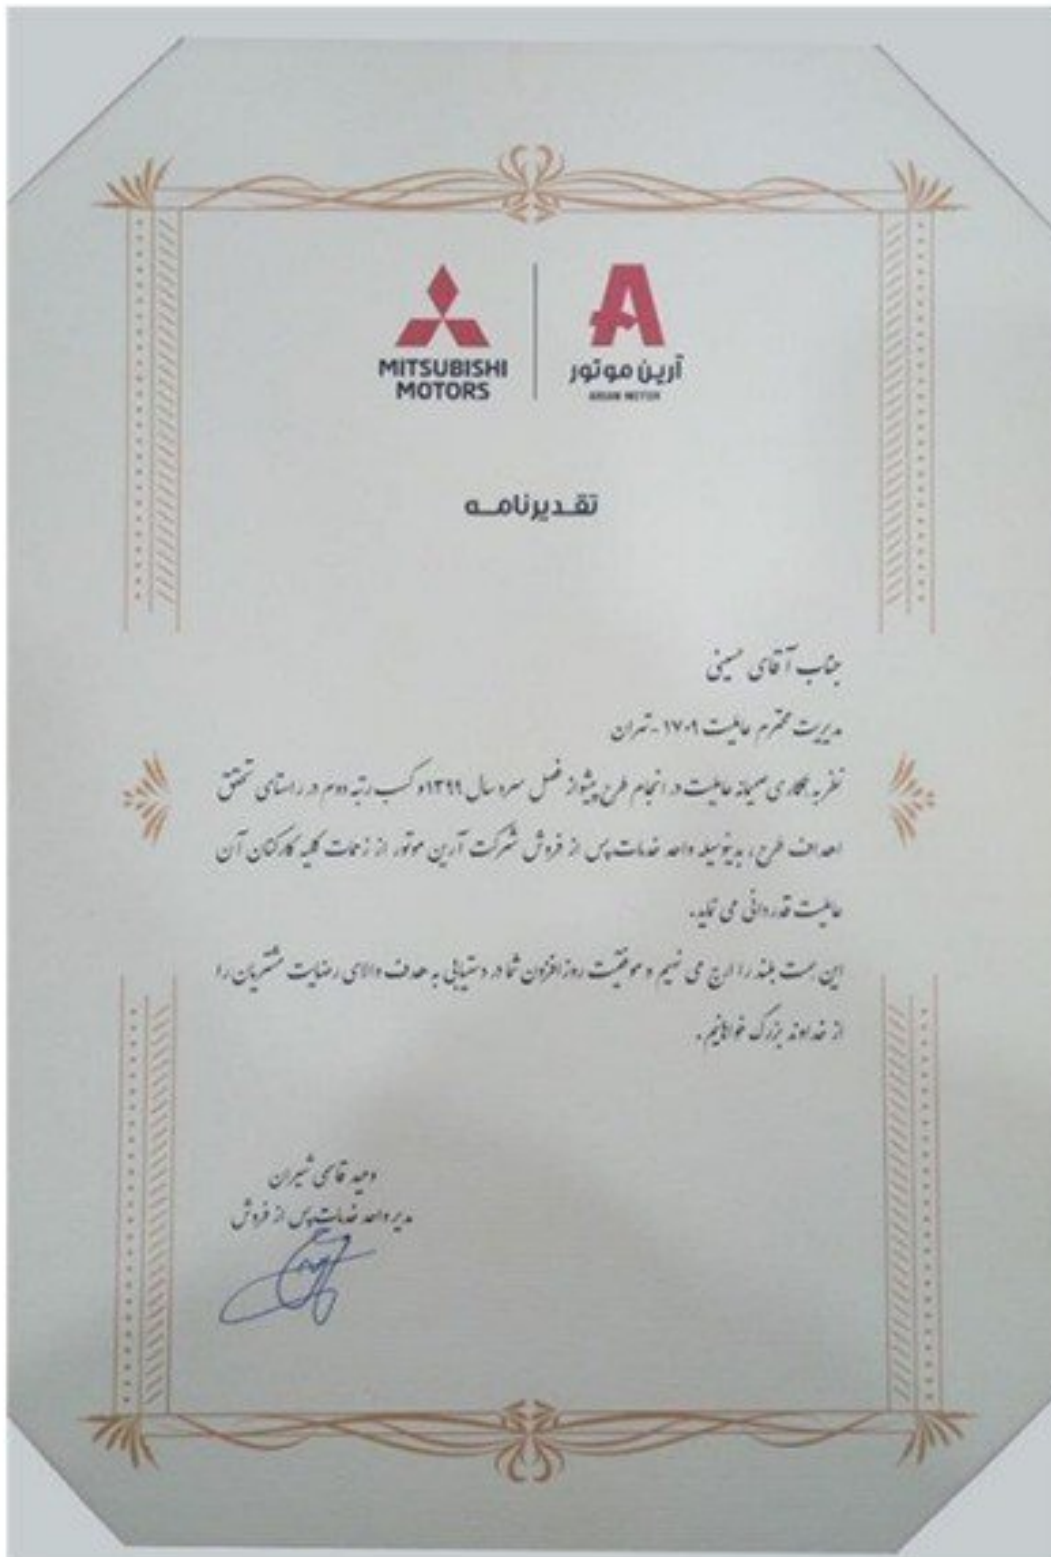 MITSUBISHI
MOTORS
آرین موتور
ARIAN MOTOR
تقدیرنامه
جناب آقای حسینی
مدیریت محترم عاملیت ۱۷۰۹ - تهران
نظر به همکاری صمیمانه عاملیت در انجام طرح پیشواز فصل سرد سال ۱۳۹۹ و کسب رتبه دوم در راستای تحقق
اهداف طرح، بدینوسیله واحد خدمات پس از فروش شرکت آرین موتور از زحمات کلیه کارکنان آن
عاملیت قدردانی می نماید.
این همت بلند را ارج می نهیم و موفقیت روزافزون شما در دستیابی به هدف والای رضایت مشتریان را
از خداوند بزرگ خواهانیم.
وحید قاسمی شمیران
مدیر واحد خدمات پس از فروش